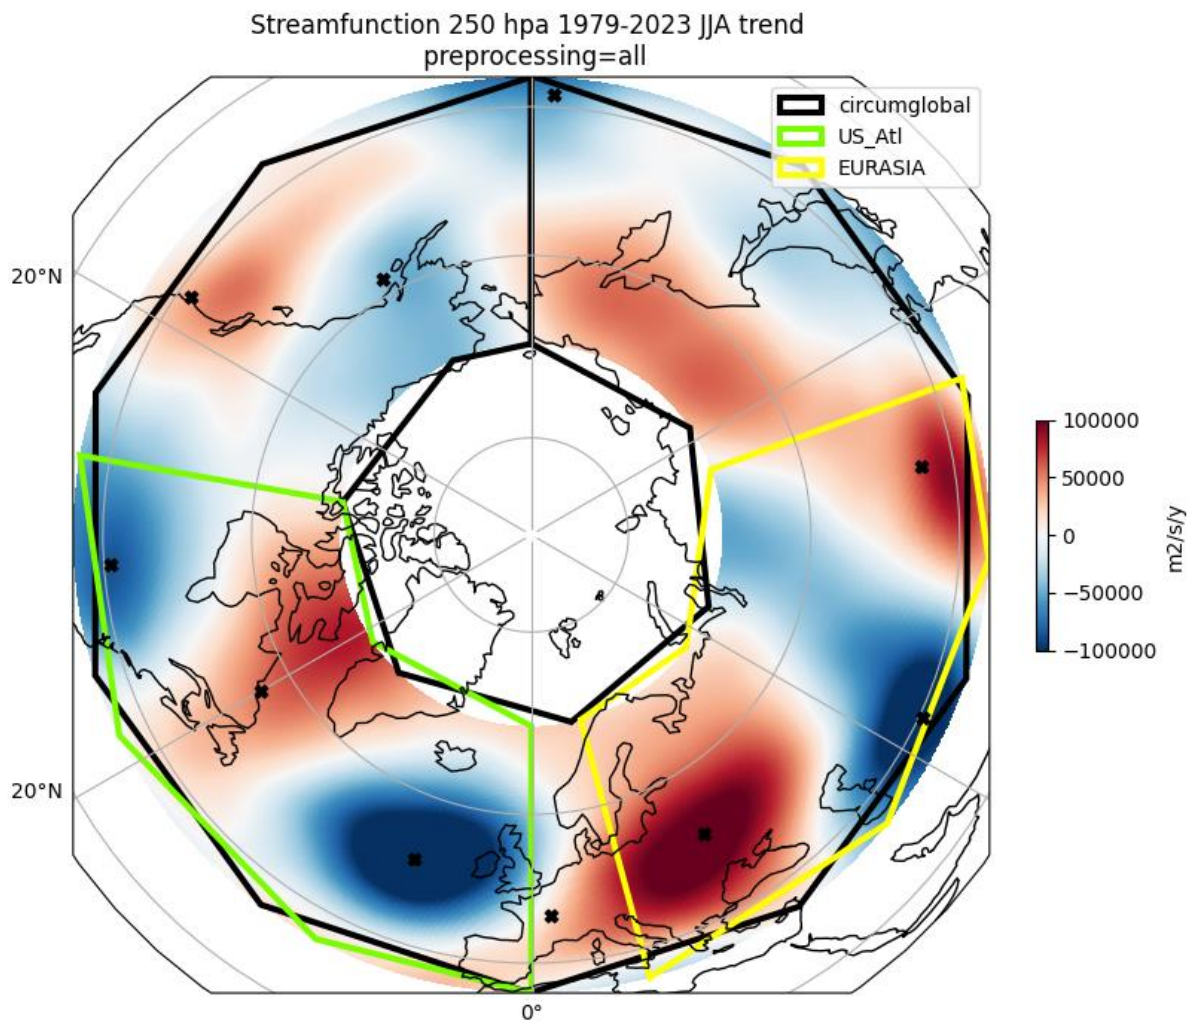 Streamfunction 250 hpa 1979-2023 JJA trend
preprocessing=all
circumglobal
US_Atl
EURASIA
20°N
20°N
0°
100000
50000
0
−50000
−100000
m2/s/y